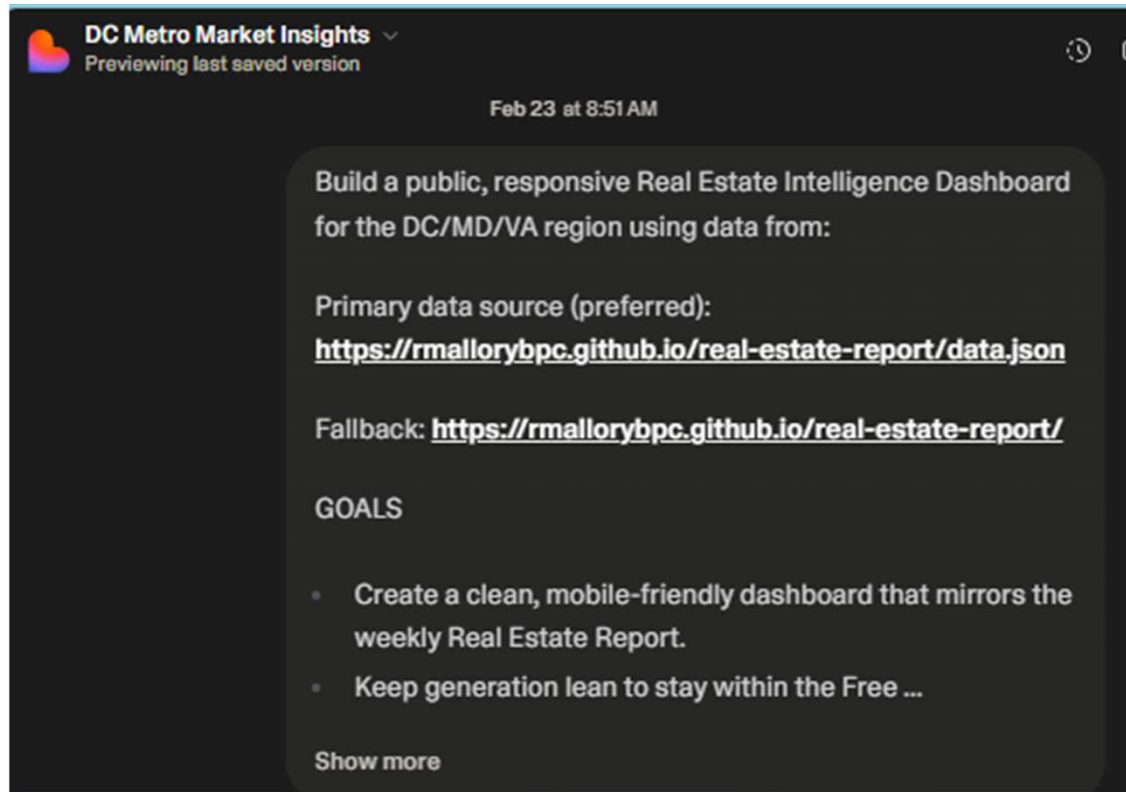 DC Metro Market Insights
Previewing last saved version
Feb 23 at 8:51 AM
Build a public, responsive Real Estate Intelligence Dashboard
for the DC/MD/VA region using data from:
Primary data source (preferred):
https://rmallorybpc.github.io/real-estate-report/data.json
Fallback: https://rmallorybpc.github.io/real-estate-report/
GOALS
• Create a clean, mobile-friendly dashboard that mirrors the
weekly Real Estate Report.
• Keep generation lean to stay within the Free ...
Show more